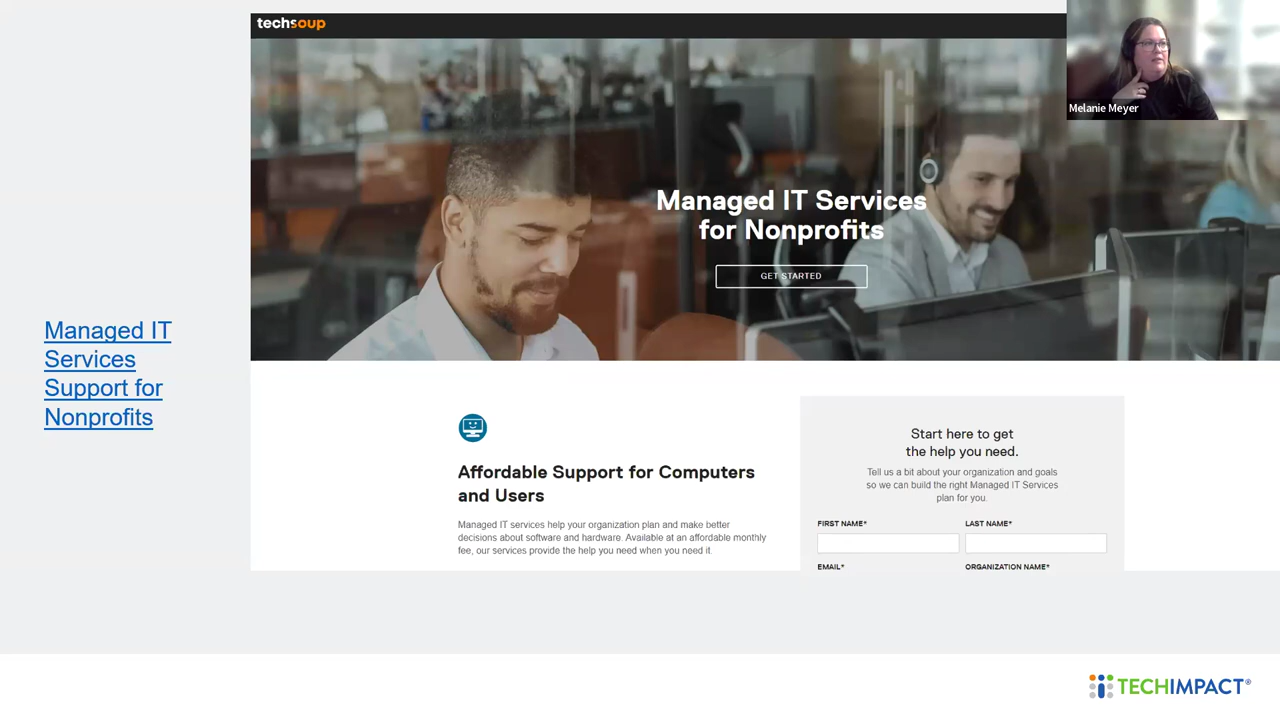 techsoup
Melanie Meyer
Managed IT Services
for Nonprofits
GET STARTED
Managed IT
Services
Support for
Nonprofits
Affordable Support for Computers
and Users
Managed IT services help your organization plan and make better
decisions about software and hardware. Available at an affordable monthly
fee, our services provide the help you need when you need it.
Start here to get
the help you need.
Tell us a bit about your organization and goals
so we can build the right Managed IT Services
plan for you.
FIRST NAME* LAST NAME*
EMAIL* ORGANIZATION NAME*
TECHIMPACT®